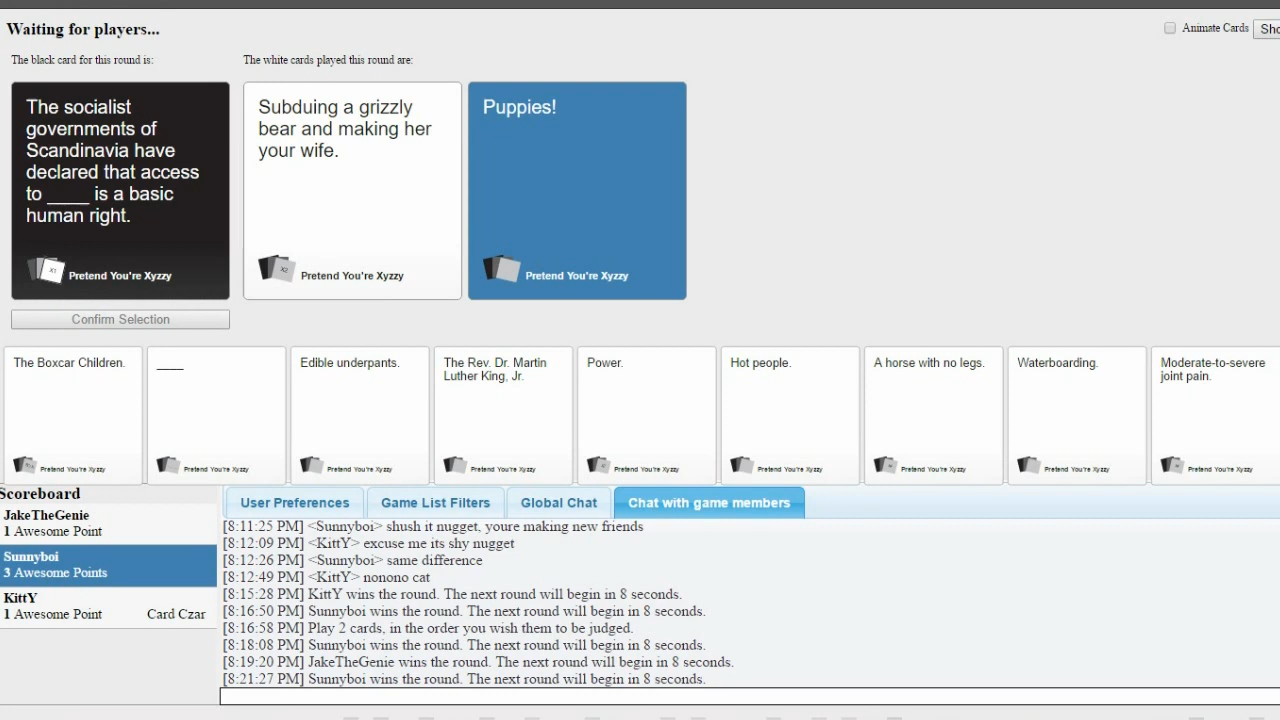 Waiting for players...
Animate Cards
Sho
The black card for this round is:
The white cards played this round are:
The socialist
governments of
Scandinavia have
declared that access
to ____ is a basic
human right.
X1
Pretend You're Xyzzy
Subduing a grizzly
bear and making her
your wife.
X2
Pretend You're Xyzzy
Puppies!
Pretend You're Xyzzy
Confirm Selection
The Boxcar Children.
Pretend You're Xyzzy
____
Pretend You're Xyzzy
Edible underpants.
Pretend You're Xyzzy
The Rev. Dr. Martin
Luther King, Jr.
Pretend You're Xyzzy
Power.
Pretend You're Xyzzy
Hot people.
Pretend You're Xyzzy
A horse with no legs.
Pretend You're Xyzzy
Waterboarding.
Pretend You're Xyzzy
Moderate-to-severe
joint pain.
Pretend You're Xyzzy
Scoreboard
JakeTheGenie
1 Awesome Point
Sunnyboi
3 Awesome Points
KittY
1 Awesome Point Card Czar
User Preferences
Game List Filters
Global Chat
Chat with game members
[8:11:25 PM] <Sunnyboi> shush it nugget, youre making new friends
[8:12:09 PM] <KittY> excuse me its shy nugget
[8:12:26 PM] <Sunnyboi> same difference
[8:12:49 PM] <KittY> nonono cat
[8:15:28 PM] KittY wins the round. The next round will begin in 8 seconds.
[8:16:50 PM] Sunnyboi wins the round. The next round will begin in 8 seconds.
[8:16:58 PM] Play 2 cards, in the order you wish them to be judged.
[8:18:08 PM] Sunnyboi wins the round. The next round will begin in 8 seconds.
[8:19:20 PM] JakeTheGenie wins the round. The next round will begin in 8 seconds.
[8:21:27 PM] Sunnyboi wins the round. The next round will begin in 8 seconds.